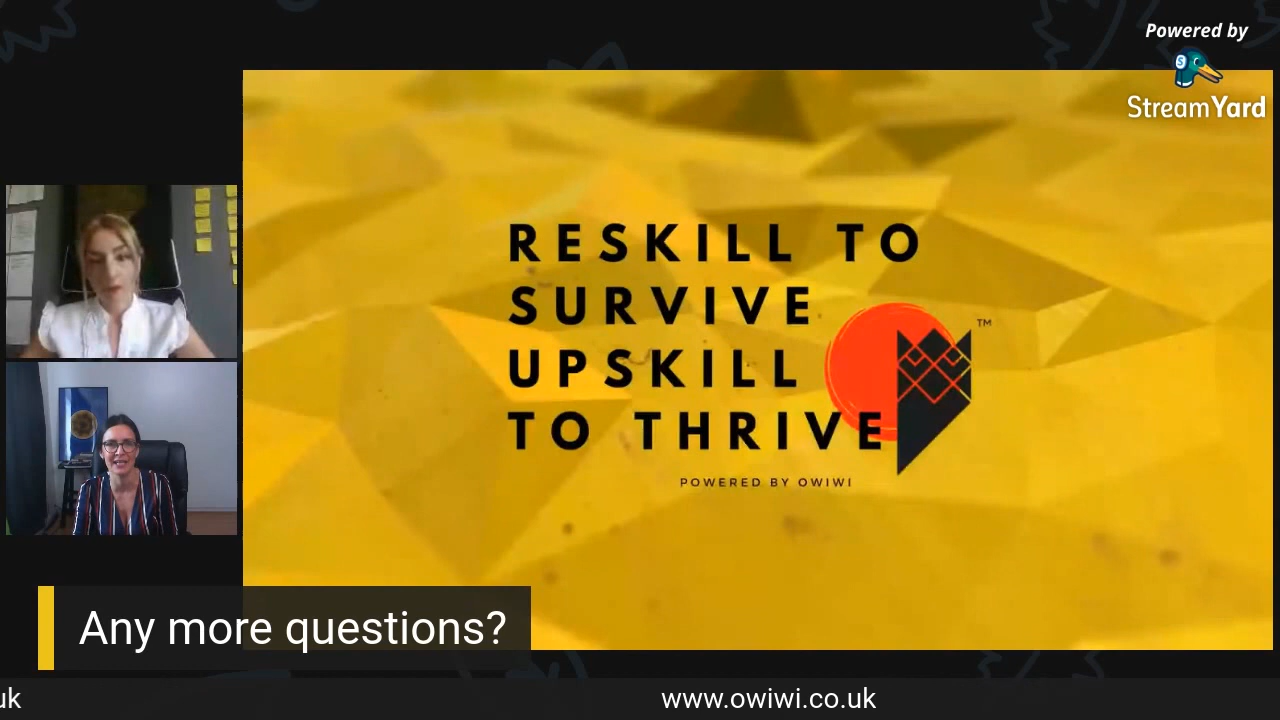 Powered by
StreamYard
RESKILL TO
SURVIVE
UPSKILL
TO THRIVE
TM
POWERED BY OWIWI
Any more questions?
uk
www.owiwi.co.uk